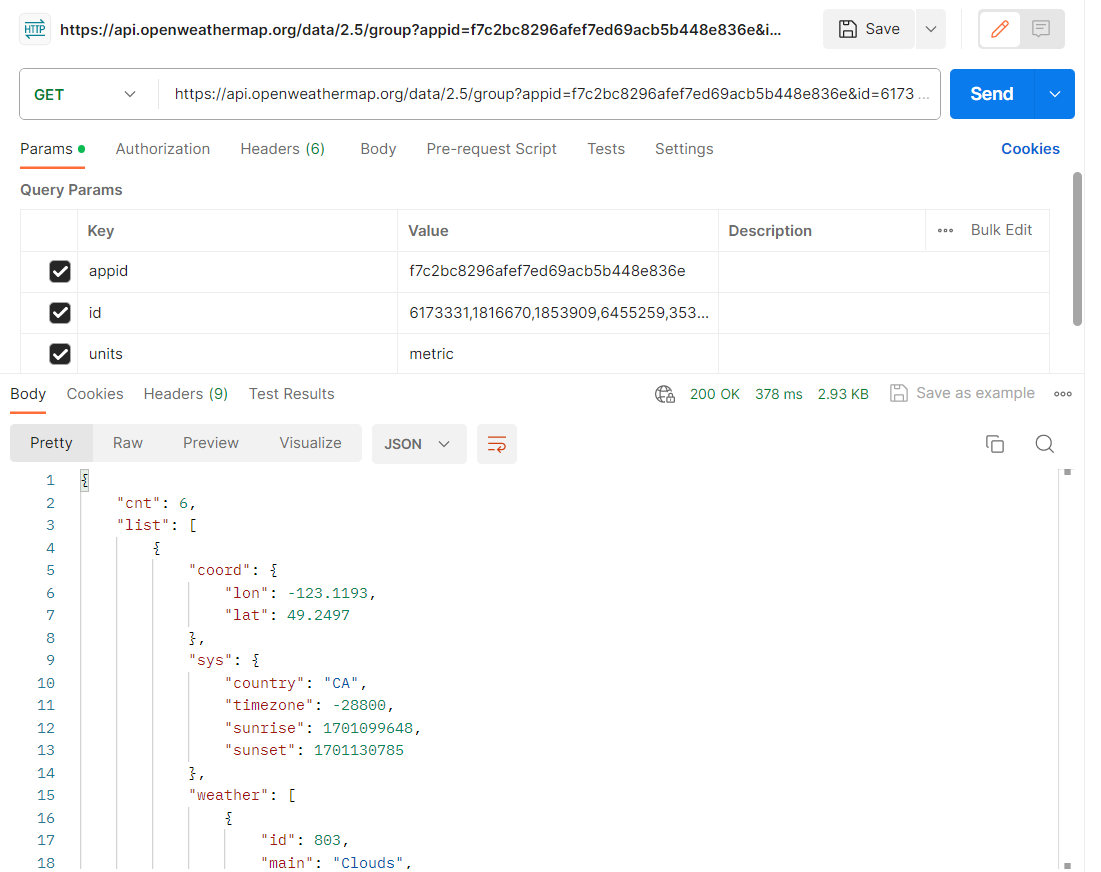 HTTP https://api.openweathermap.org/data/2.5/group?appid=f7c2bc8296afef7ed69acb5b448e836e&i... Save
GET https://api.openweathermap.org/data/2.5/group?appid=f7c2bc8296afef7ed69acb5b448e836e&id=6173 ... Send
Params Authorization Headers (6) Body Pre-request Script Tests Settings Cookies
Query Params
Key Value Description ••• Bulk Edit
appid f7c2bc8296afef7ed69acb5b448e836e
id 6173331,1816670,1853909,6455259,353...
units metric
Body Cookies Headers (9) Test Results 200 OK 378 ms 2.93 KB Save as example
Pretty Raw Preview Visualize JSON
1 {
2 "cnt": 6,
3 "list": [
4 {
5 "coord": {
6 "lon": -123.1193,
7 "lat": 49.2497
8 },
9 "sys": {
10 "country": "CA",
11 "timezone": -28800,
12 "sunrise": 1701099648,
13 "sunset": 1701130785
14 },
15 "weather": [
16 {
17 "id": 803,
18 "main": "Clouds",